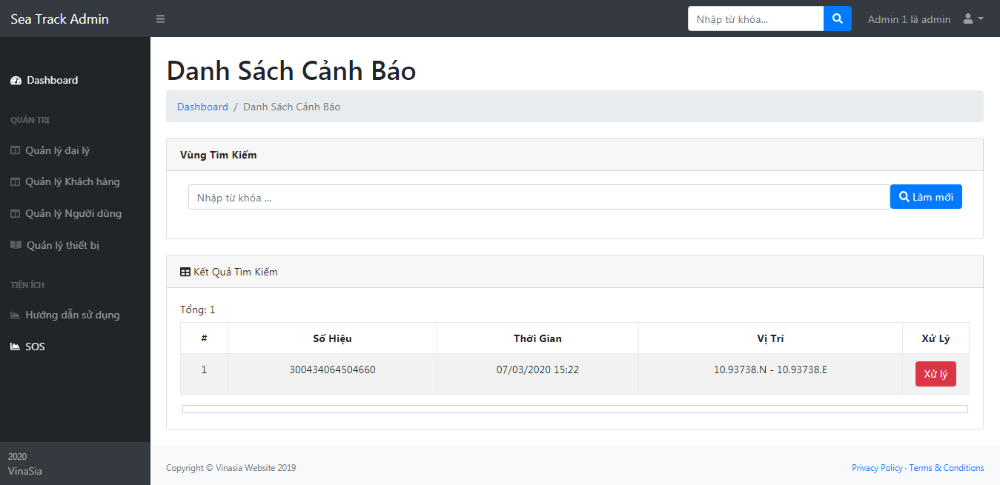 Sea Track Admin
Nhập từ khóa...
Admin 1 là admin
Dashboard
QUẢN TRỊ
Quản lý đại lý
Quản lý Khách hàng
Quản lý Người dùng
Quản lý thiết bị
TIỆN ÍCH
Hướng dẫn sử dụng
SOS
2020
VinaSia
Danh Sách Cảnh Báo
Dashboard / Danh Sách Cảnh Báo
Vùng Tìm Kiếm
Nhập từ khóa ...
Làm mới
Kết Quả Tìm Kiếm
Tổng: 1
# Số Hiệu Thời Gian Vị Trí Xử Lý
1 300434064504660 07/03/2020 15:22 10.93738.N - 10.93738.E Xử lý
Copyright © Vinasia Website 2019
Privacy Policy · Terms & Conditions